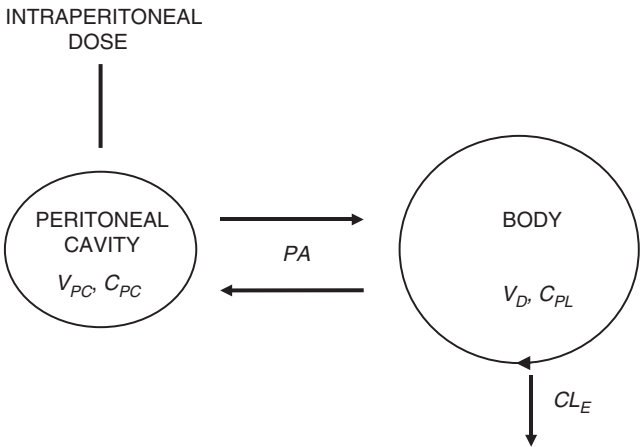 INTRAPERITONEAL
DOSE
PERITONEAL
CAVITY
V_PC, C_PC
PA
BODY
V_D, C_PL
CL_E